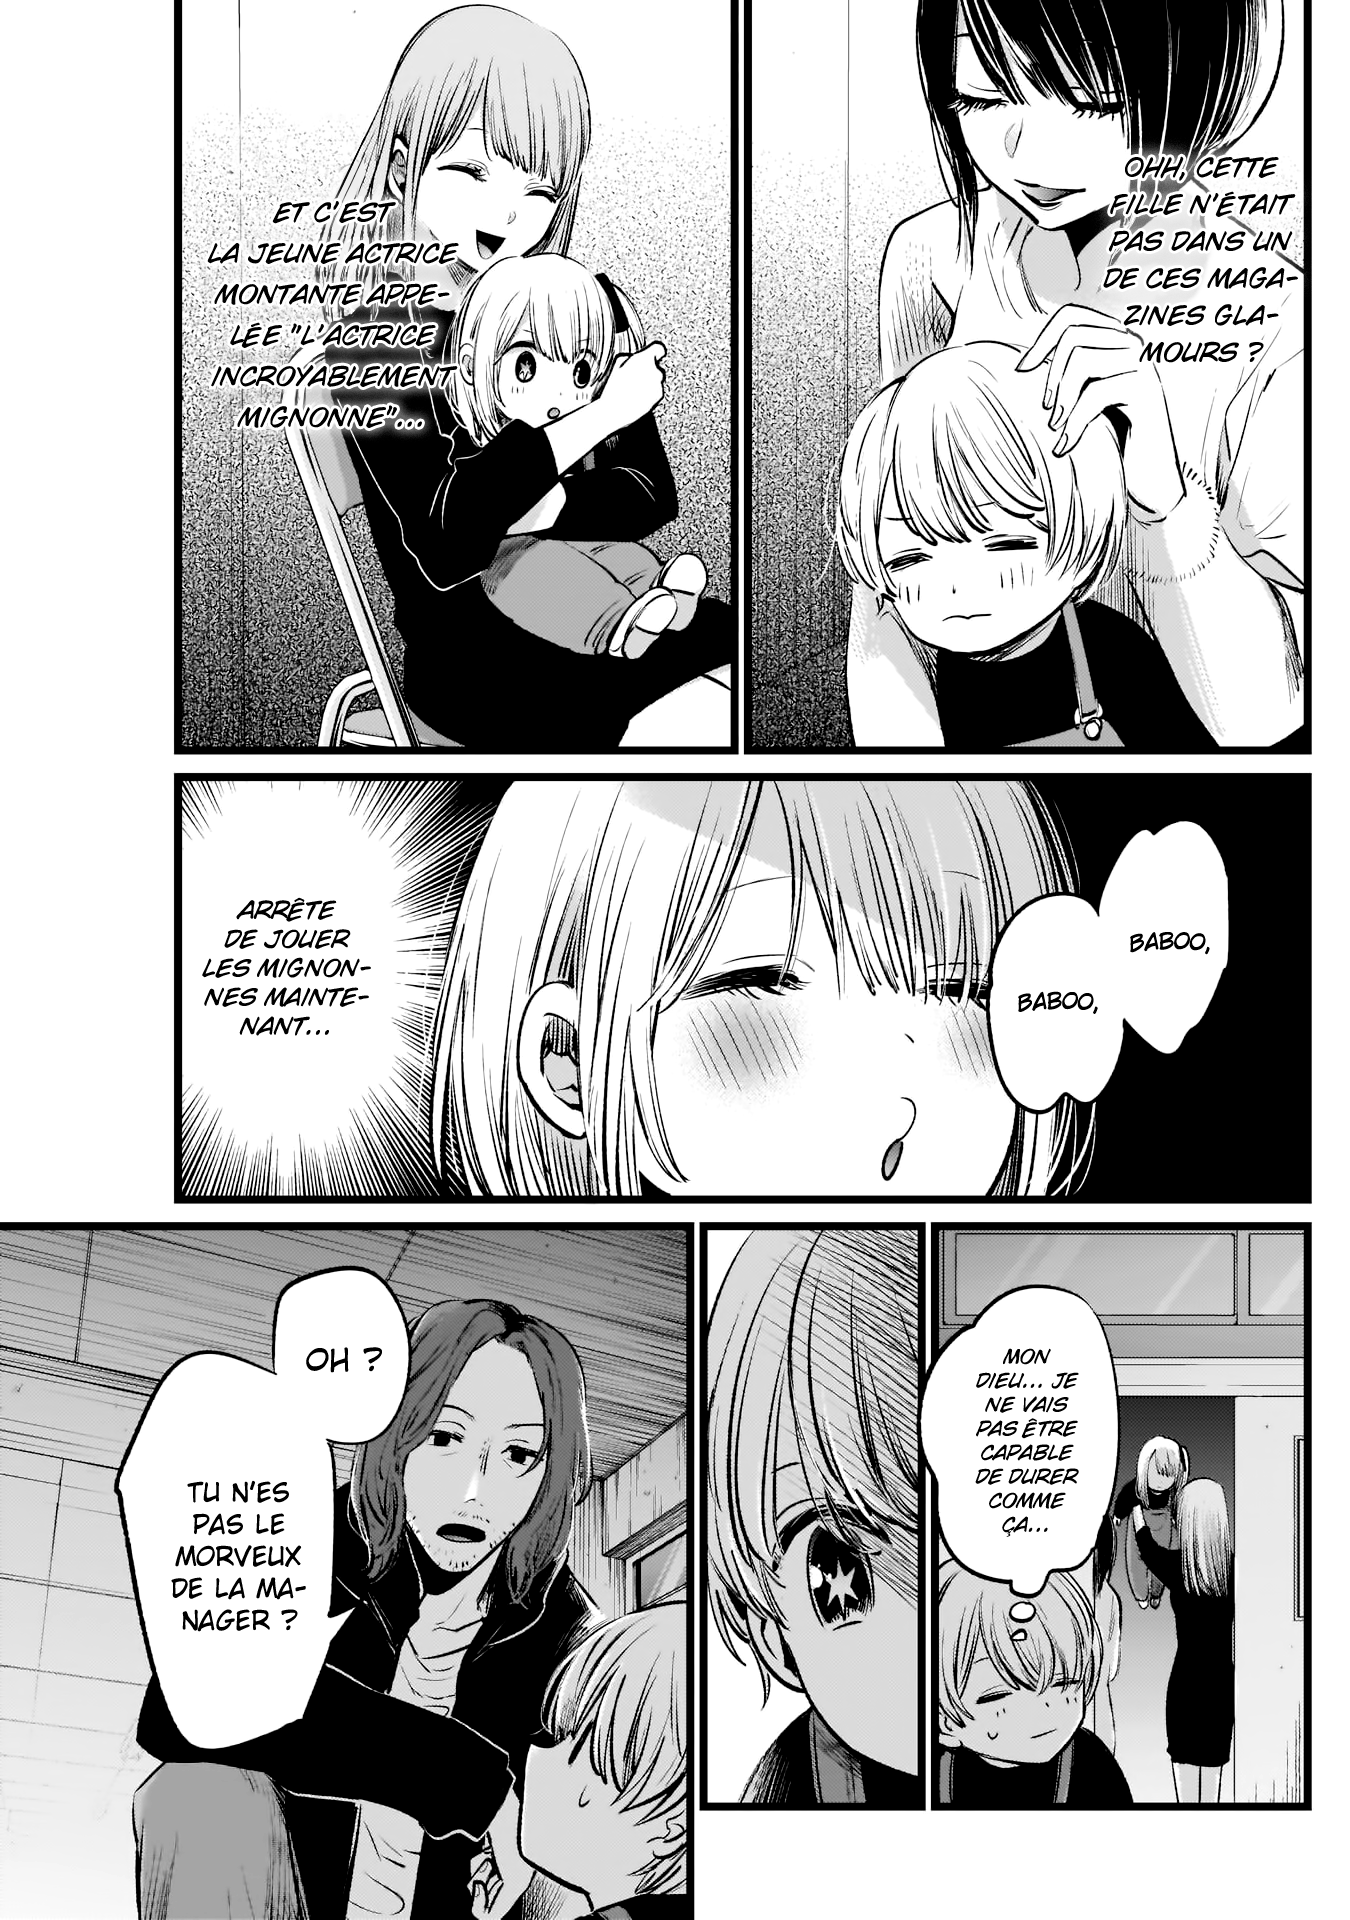 OHH, CETTE
FILLE N'ÉTAIT
PAS DANS UN
DE CES MAGA-
ZINES GLA-
MOURS ?
ET C'EST
LA JEUNE ACTRICE
MONTANTE APPE-
LÉE "L'ACTRICE
INCROYABLEMENT
MIGNONNE"...
BABOO,
BABOO,
ARRÊTE
DE JOUER
LES MIGNON-
NES MAINTE-
NANT...
MON
DIEU... JE
NE VAIS
PAS ÊTRE
CAPABLE
DE DURER
COMME
ÇA...
OH ?
TU N'ES
PAS LE
MORVEUX
DE LA MA-
NAGER ?